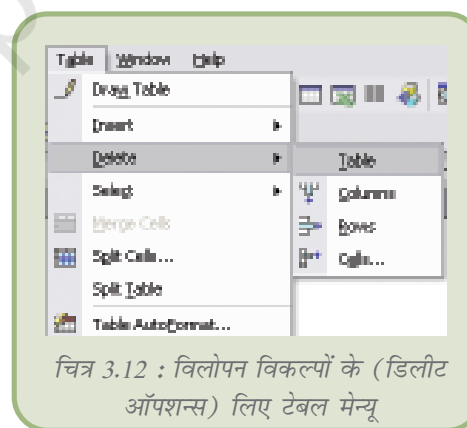 Table Window Help
Draw Table
Insert
Delete
Table
Select
Columns
Merge Cells
Rows
Split Cells...
Cells...
Split Table
Table AutoFormat...
चित्र 3.12 : विलोपन विकल्पों के (डिलीट
ऑपशन्स) लिए टेबल मेन्यू